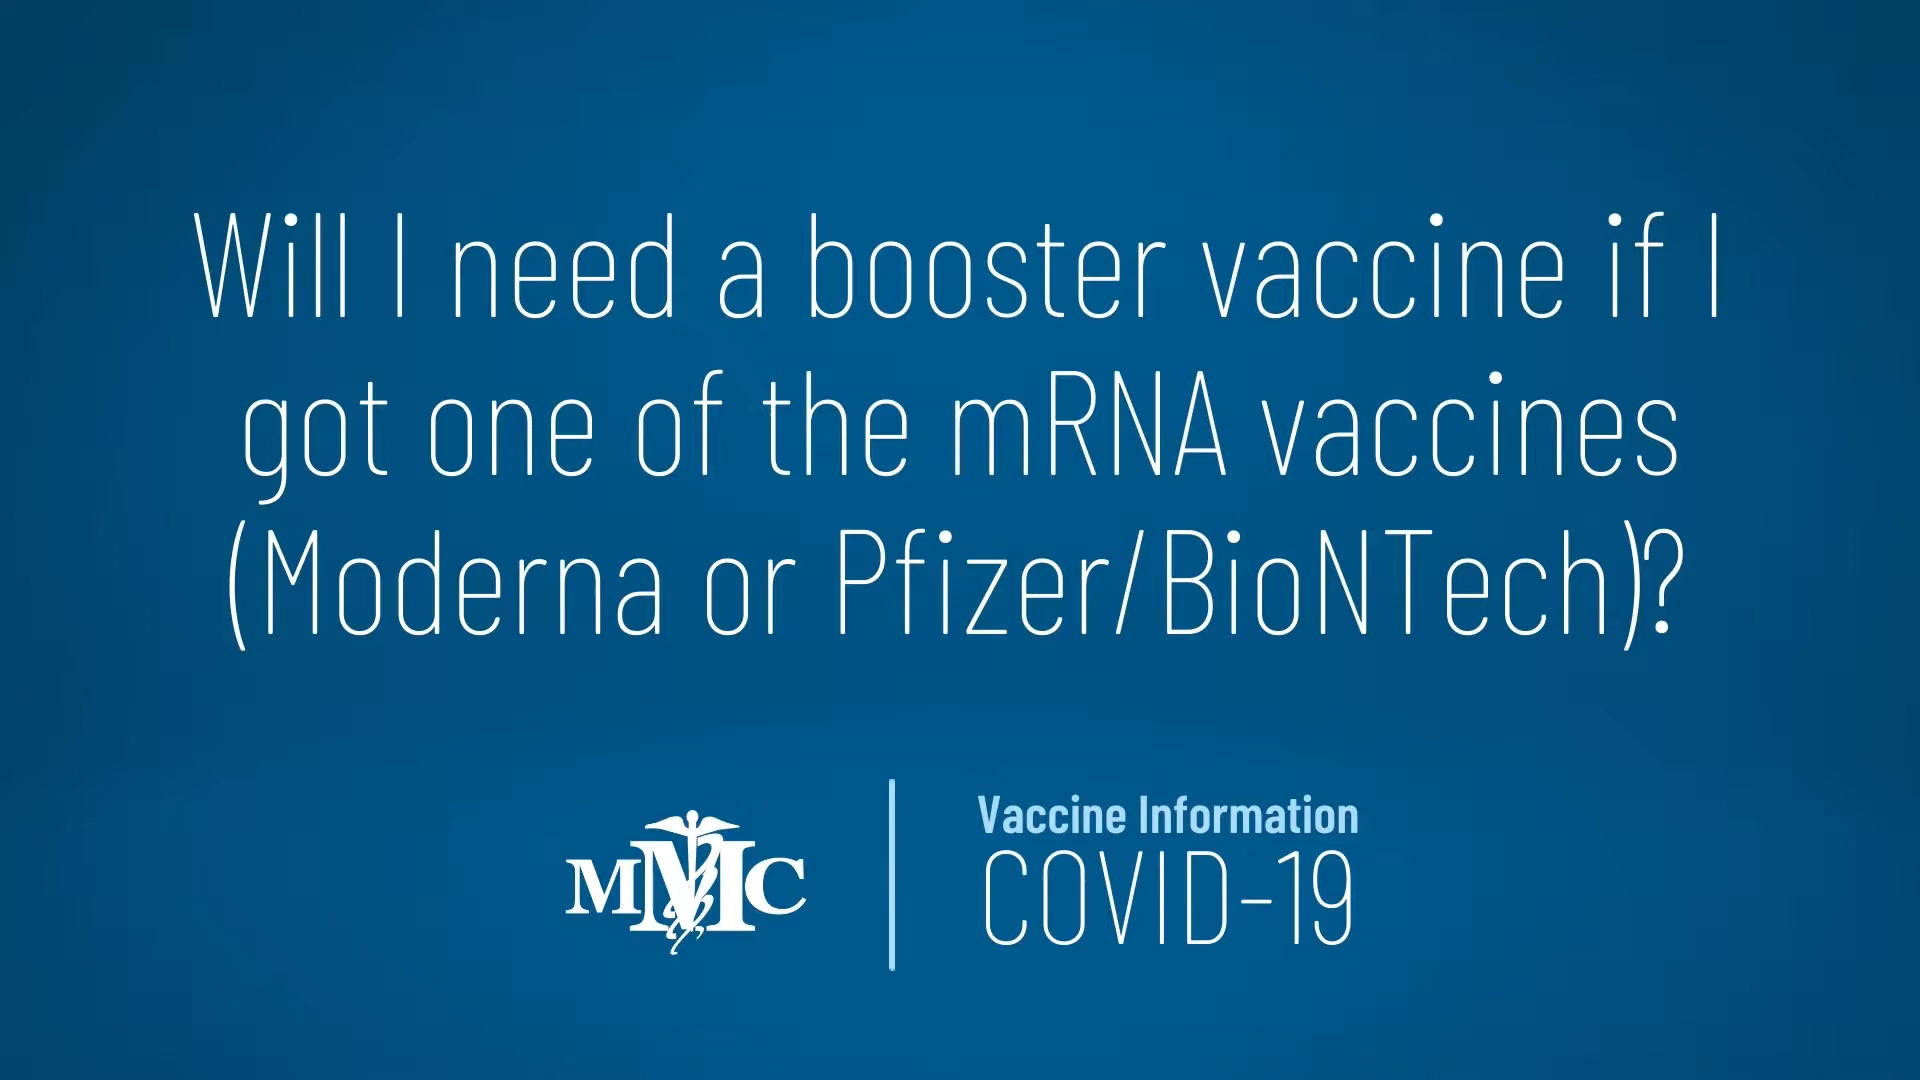 Will I need a booster vaccine if I
got one of the mRNA vaccines
(Moderna or Pfizer/BioNTech)?
MMC
Vaccine Information
COVID-19